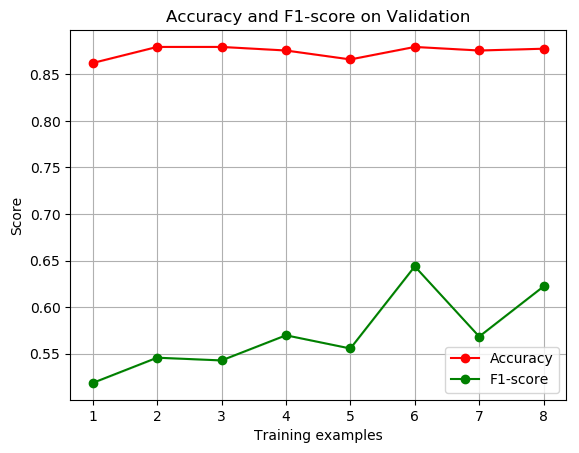 Accuracy and F1-score on Validation
Score
0.85
0.80
0.75
0.70
0.65
0.60
0.55
1 2 3 4 5 6 7 8
Training examples
Accuracy
F1-score